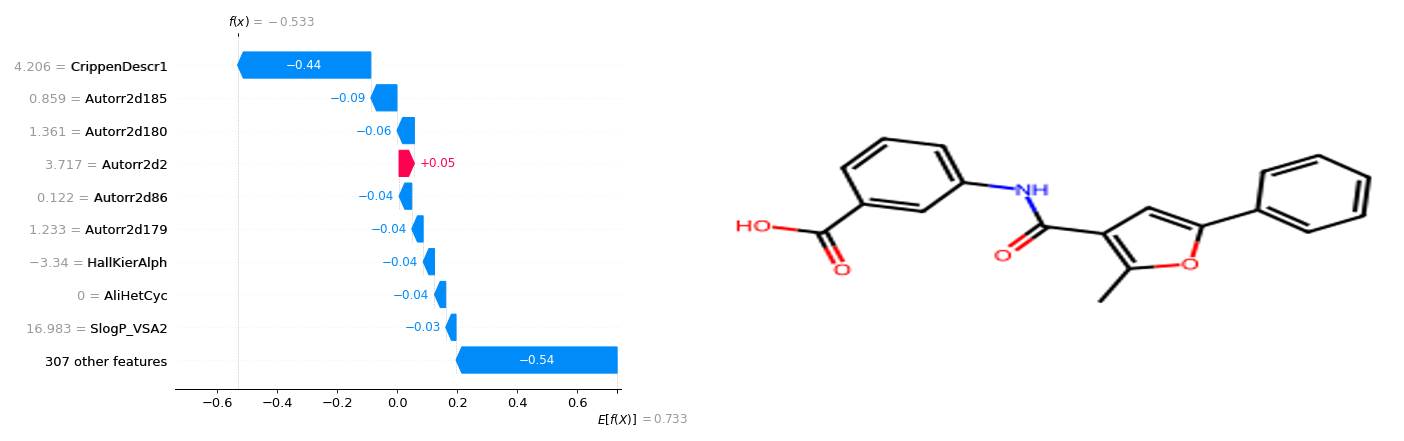 f(x) = −0.533
4.206 = CrippenDescr1
−0.44
0.859 = Autorr2d185
−0.09
1.361 = Autorr2d180
−0.06
3.717 = Autorr2d2
+0.05
0.122 = Autorr2d86
−0.04
1.233 = Autorr2d179
−0.04
−3.34 = HallKierAlph
−0.04
0 = AliHetCyc
−0.04
16.983 = SlogP_VSA2
−0.03
307 other features
−0.54
−0.6 −0.4 −0.2 0.0 0.2 0.4 0.6
E[f(X)] = 0.733
NH
HO
O
O
O